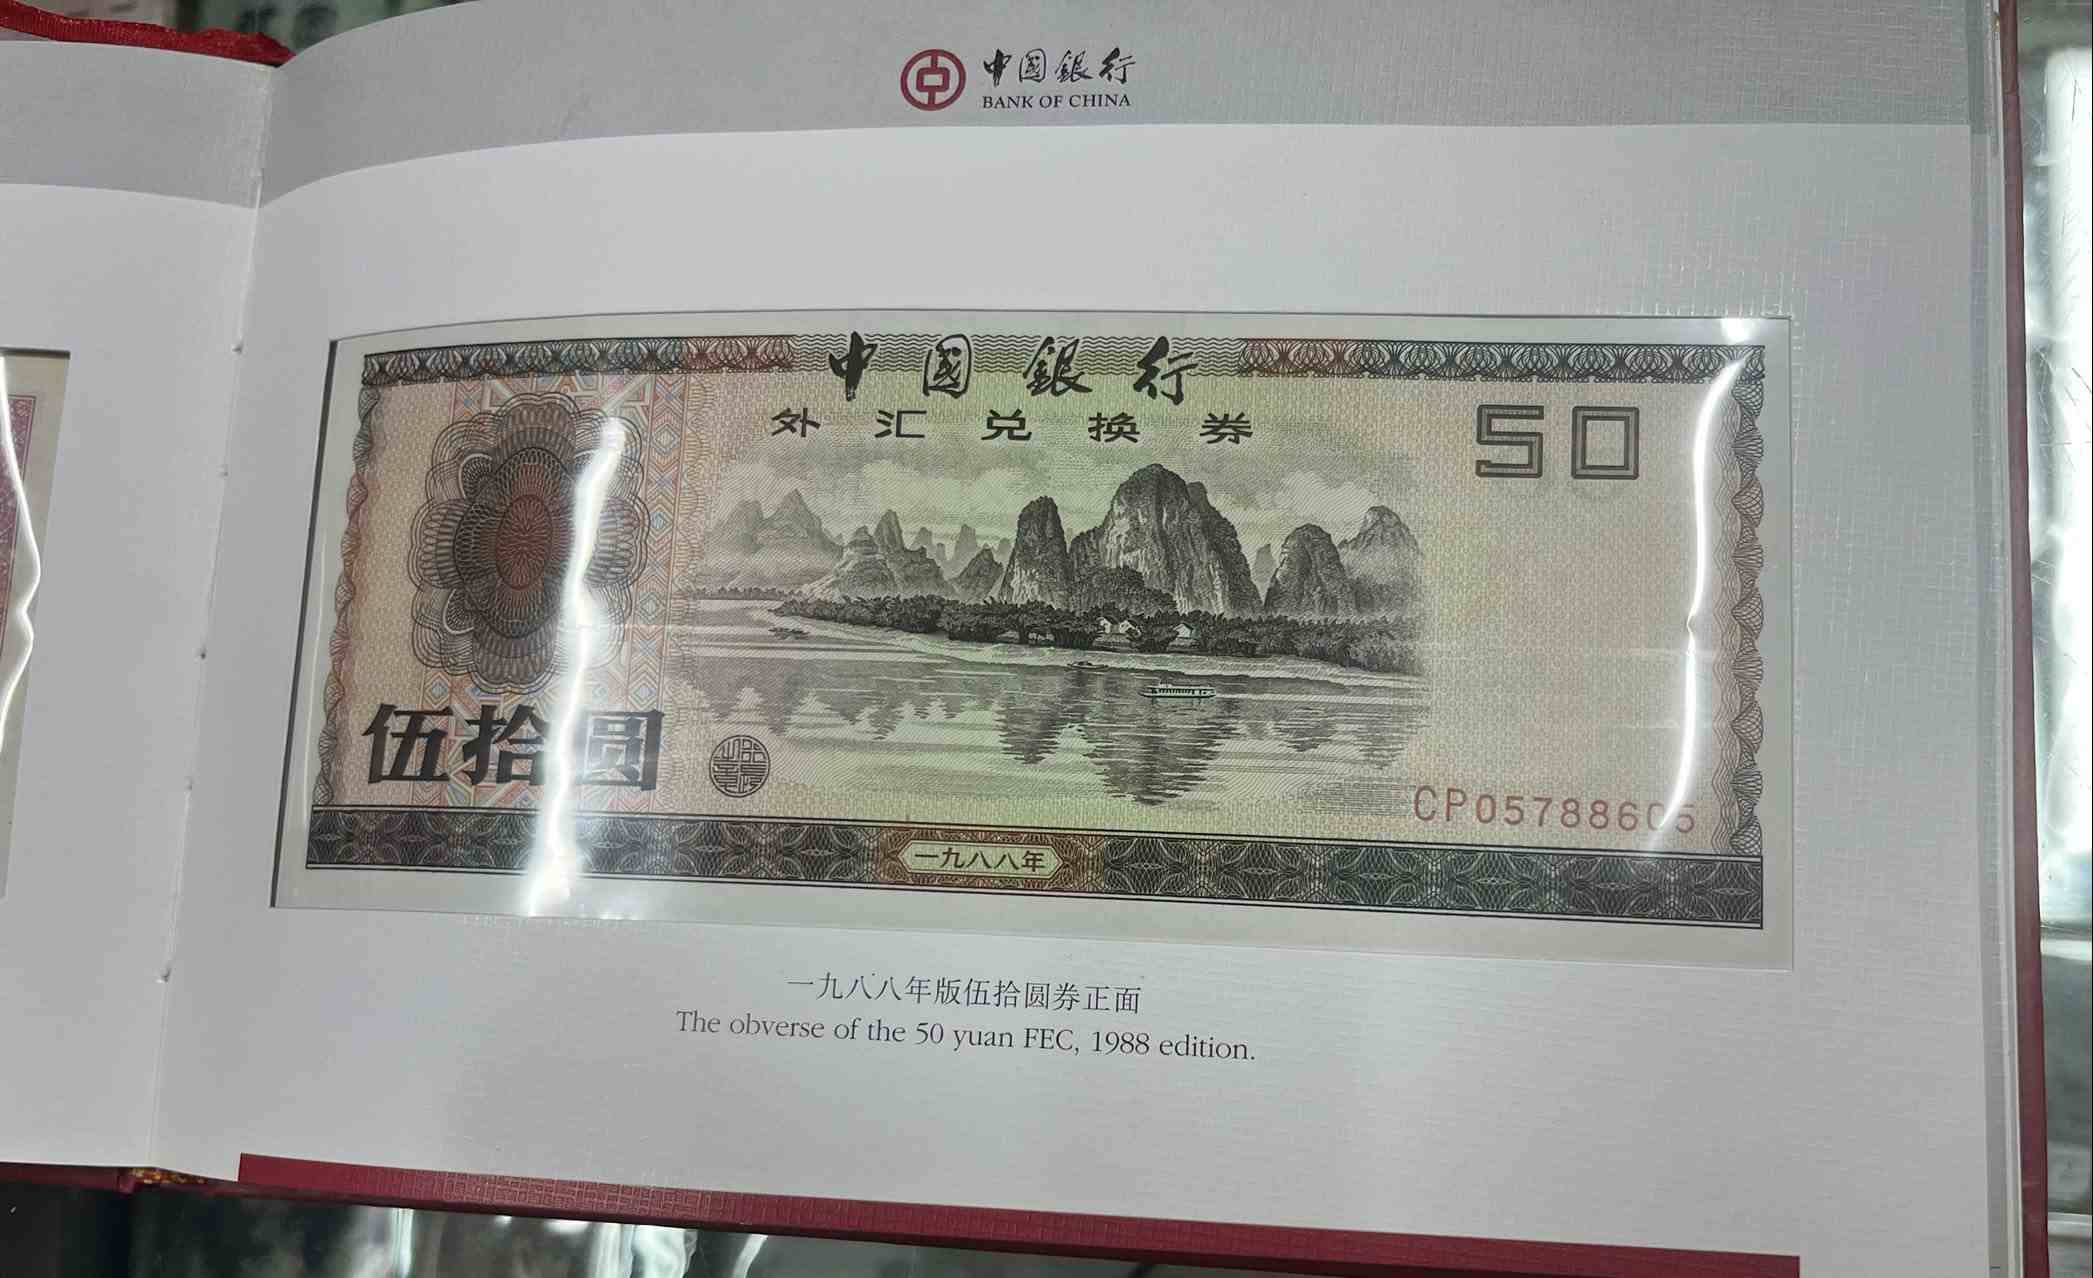 中国銀行
BANK OF CHINA
中國銀行
外汇兑换券
50
伍拾圆
CP05788605
一九八八年
一九八八年版伍拾圆券正面
The obverse of the 50 yuan FEC, 1988 edition.